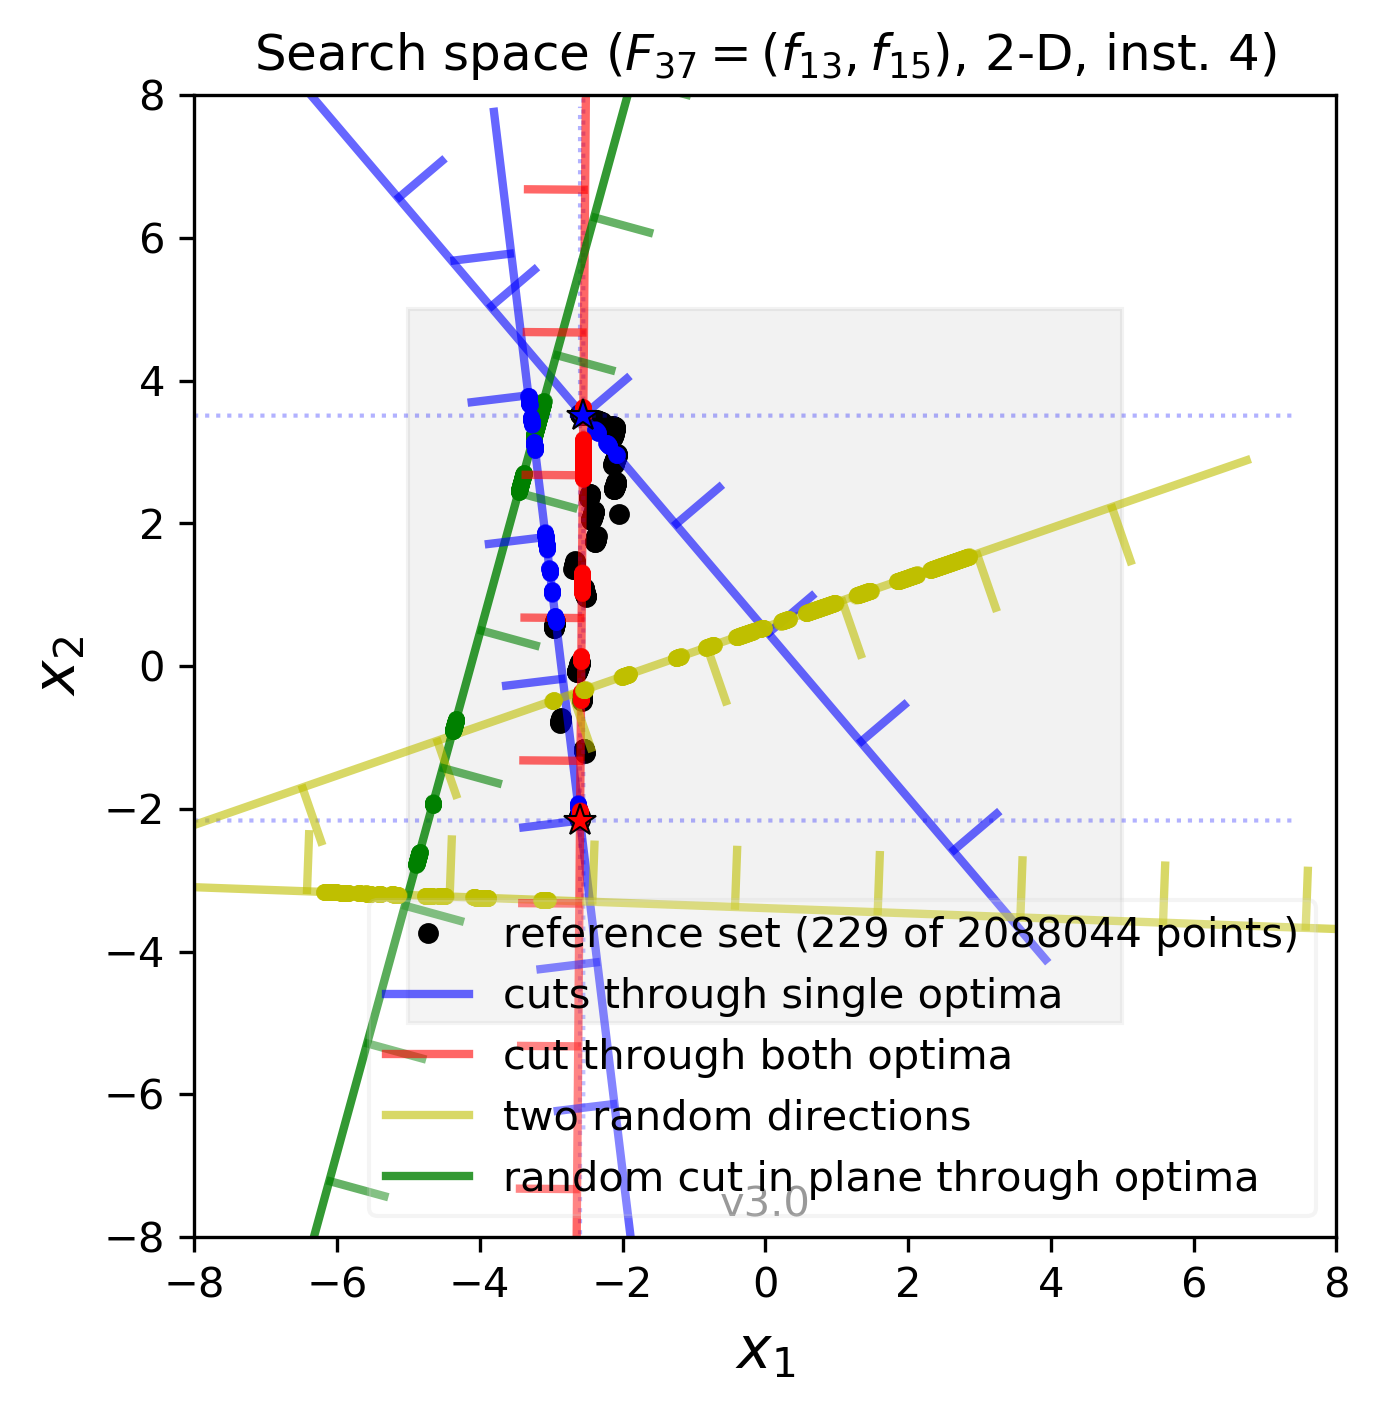 Search space (F37 = (f13, f15), 2-D, inst. 4)
8
6
4
2
0
−2
−4
−6
−8
x2
reference set (229 of 2088044 points)
cuts through single optima
cut through both optima
two random directions
random cut in plane through optima
v3.0
−8 −6 −4 −2 0 2 4 6 8
x1